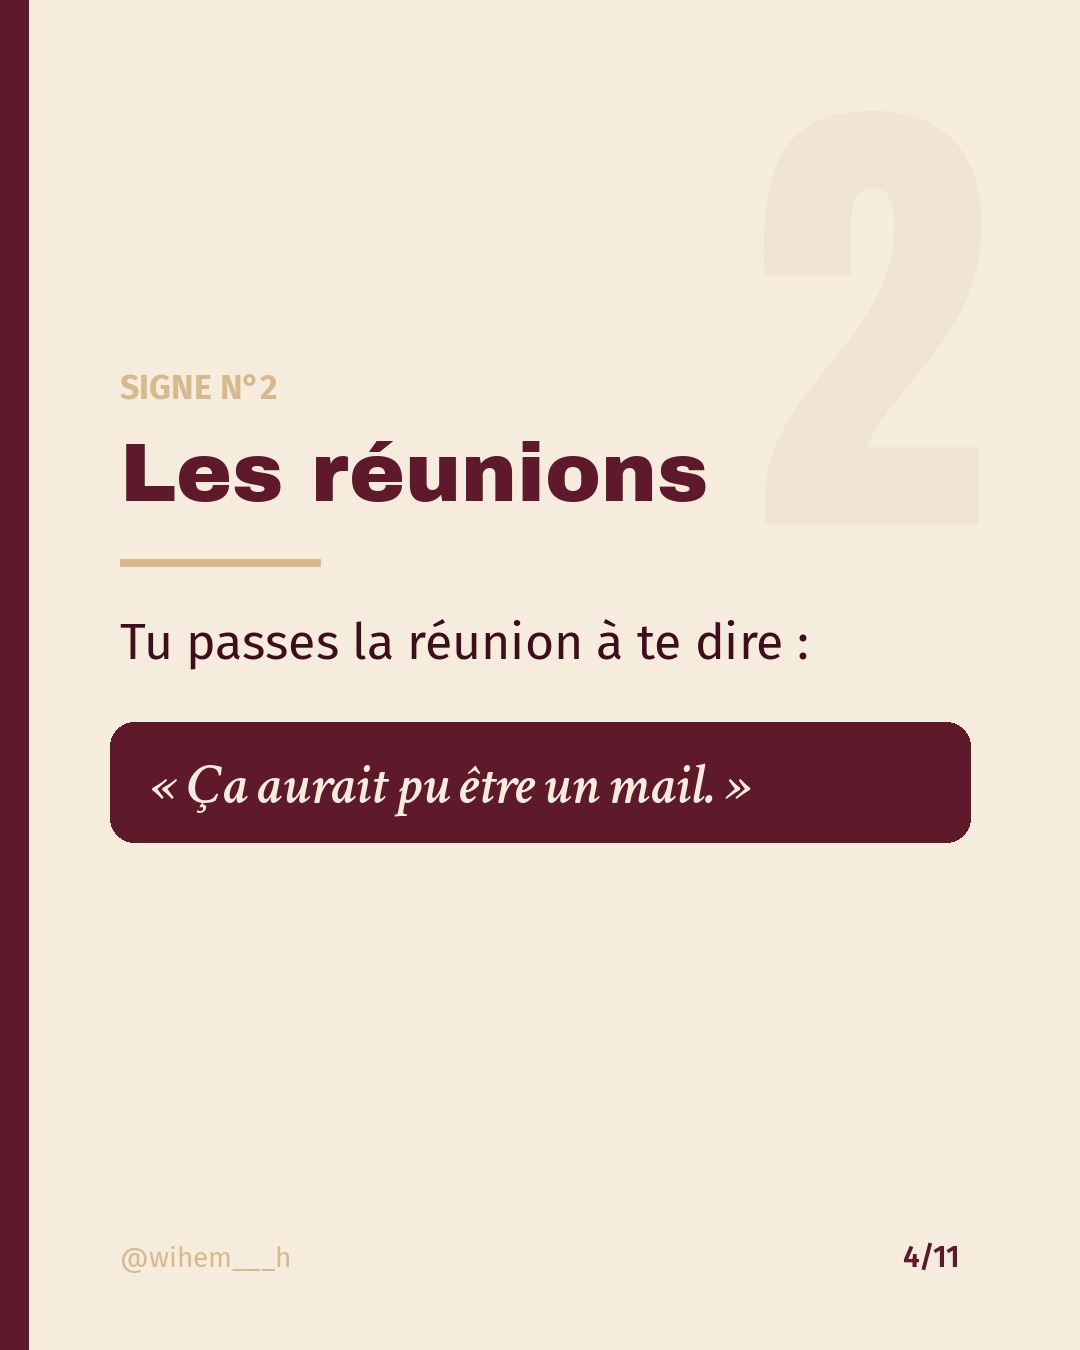 2
SIGNE N°2
Les réunions
Tu passes la réunion à te dire :
« Ça aurait pu être un mail. »
@wihem___h
4/11